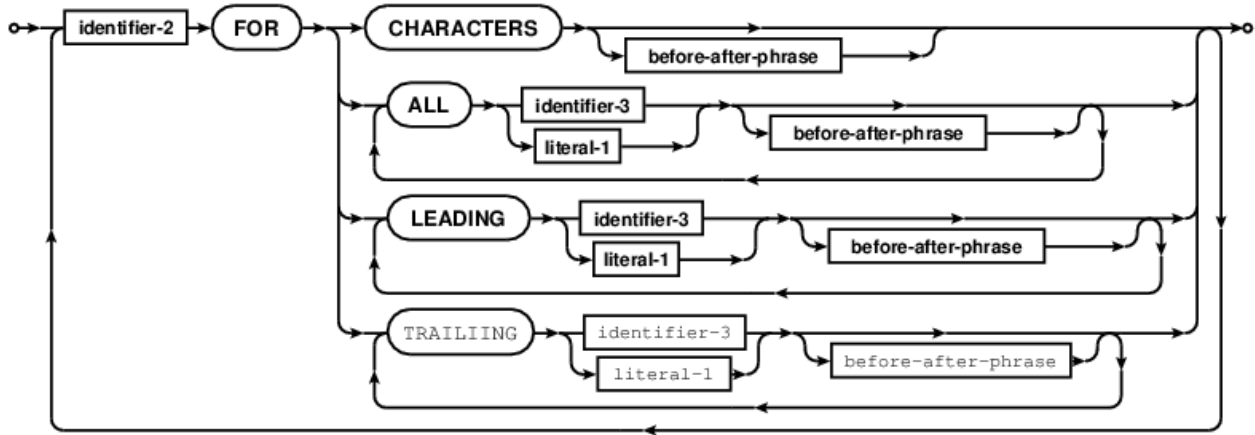 identifier-2 FOR CHARACTERS
before-after-phrase
ALL identifier-3
literal-1 before-after-phrase
LEADING identifier-3
literal-1 before-after-phrase
TRAILIING identifier-3
literal-1 before-after-phrase